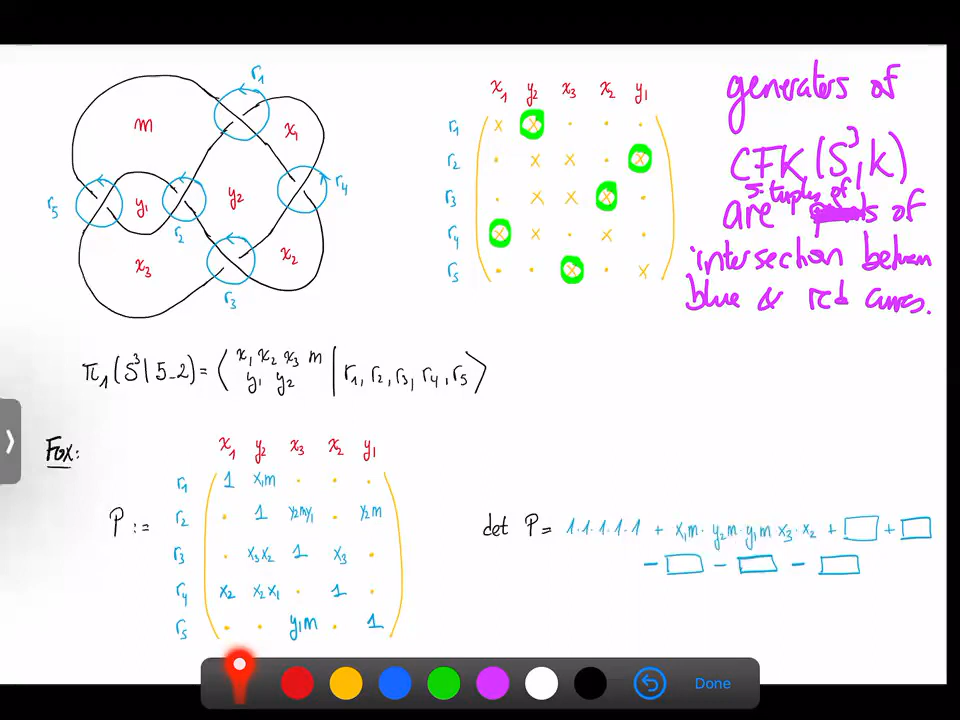 r1
m
x1
r5
y1
y2
r4
r2
x3
x2
r3
x1 y2 x3 x2 y1
r1 x x · · ·
r2 · x x · x
r3 · x x x ·
r4 x x · x ·
r5 · · x · x
generators of
CFK(S³,K)
5-tuples of
are of
intersection between
blue & red curves.
π1(S³\5_2) = ⟨ x1 x2 x3 m y1 y2 | r1, r2, r3, r4, r5 ⟩
Fox:
x1 y2 x3 x2 y1
r1 1 x1m · · ·
P := r2 · 1 y2my1 · y2m
r3 · x3x2 1 x3 ·
r4 x2 x2x1 · 1 ·
r5 · · y1m · 1
det P = 1·1·1·1·1 + x1m· y2m· y1m x3· x2 + □ + □
− □ − □ − □
Done